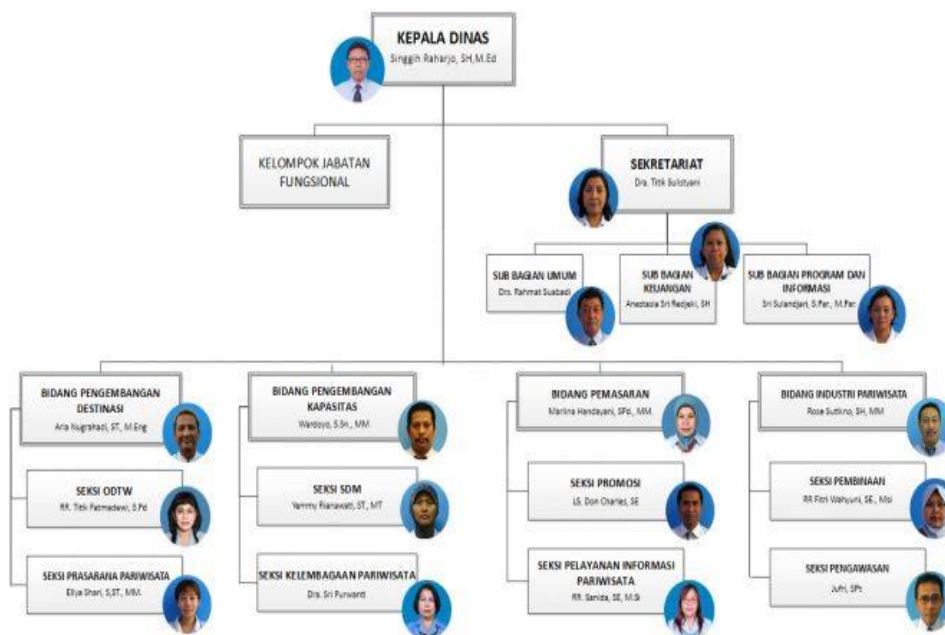 KEPALA DINAS
Singgih Raharjo, SH,M.Ed
KELOMPOK JABATAN
FUNGSIONAL
SEKRETARIAT
Dra. Titik Sulistyani
SUB BAGIAN UMUM
Drs. Rahmat Suabadi
SUB BAGIAN
KEUANGAN
Anastasia Sri Redjeki, SH
SUB BAGIAN PROGRAM DAN
INFORMASI
Sri Sulandjari, S.Par., M.Par.
BIDANG PENGEMBANGAN
DESTINASI
Aria Nugrahadi, ST., M.Eng
SEKSI ODTW
RR. Titik Fatmadewi, S.Pd
SEKSI PRASARANA PARIWISATA
Ellya Shari, S,ST., MM.
BIDANG PENGEMBANGAN
KAPASITAS
Wardoyo, S.Sn., MM
SEKSI SDM
Yemmy Rianawati, ST., MT
SEKSI KELEMBAGAAN PARIWISATA
Dra. Sri Purwanti
BIDANG PEMASARAN
Marlina Handayani, SPd., MM
SEKSI PROMOSI
LS. Don Charles, SE
SEKSI PELAYANAN INFORMASI
PARIWISATA
RR. Sanida, SE, M.Si
BIDANG INDUSTRI PARIWISATA
Rose Sutikno, SH, MM
SEKSI PEMBINAAN
RR Fitri Wahyuni, SE., Msi
SEKSI PENGAWASAN
Jufri, SPt